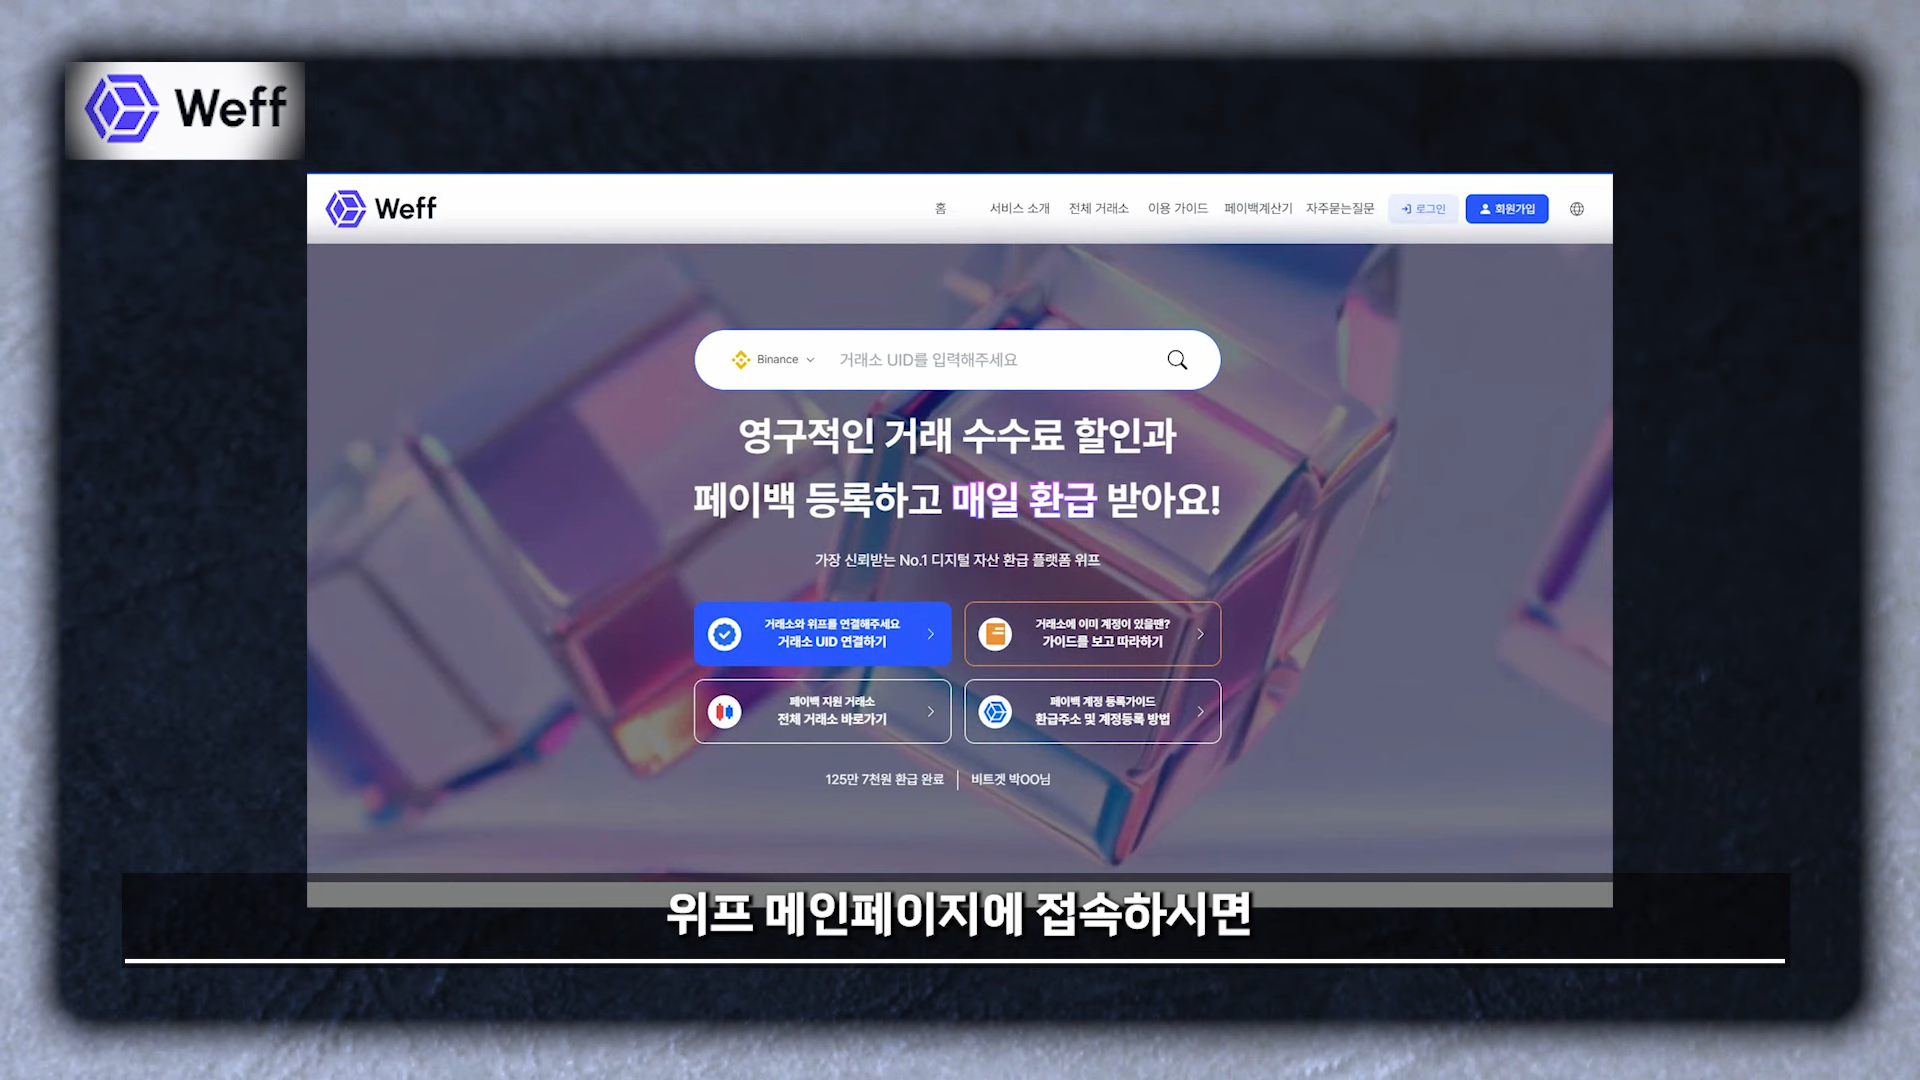 Weff
Weff
홈 서비스 소개 전체 거래소 이용 가이드 페이백계산기 자주묻는질문 로그인 회원가입
Binance 거래소 UID를 입력해주세요
영구적인 거래 수수료 할인과
페이백 등록하고 매일 환급 받아요!
가장 신뢰받는 No.1 디지털 자산 환급 플랫폼 위프
거래소와 위프를 연결해주세요
거래소 UID 연결하기
거래소에 이미 계정이 있을땐?
가이드를 보고 따라하기
페이백 지원 거래소
전체 거래소 바로가기
페이백 계정 등록가이드
환급주소 및 계정등록 방법
125만 7천원 환급 완료 비트겟 박OO님
위프 메인페이지에 접속하시면